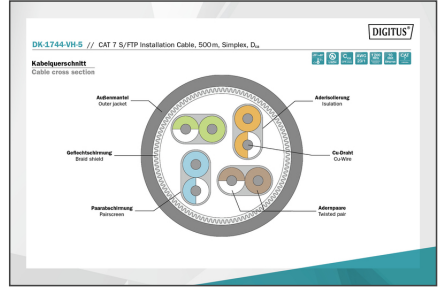 DIGITUS®
DK-1744-VH-5 // CAT 7 S/FTP Installation Cable, 500m, Simplex, Dca
Kabelquerschnitt
Cable cross section
Außenmantel
Outer jacket
Aderisolierung
Isolation
Geflechtschirmung
Braid shield
Cu-Draht
Cu-Wire
Paarabschirmung
Pairscreen
Adernpaare
Twisted pair